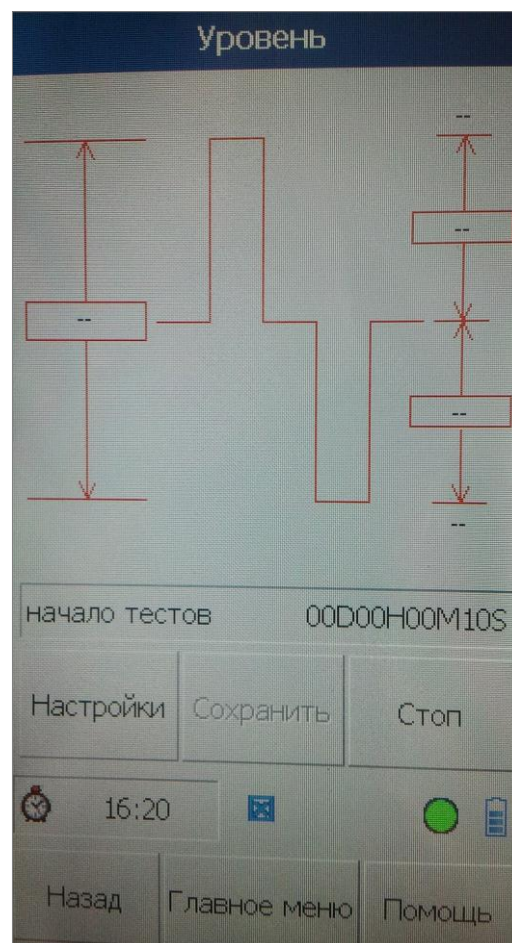 Уровень
--
--
--
--
--
начало тестов 00D00H00M10S
Настройки Сохранить Стоп
16:20
Назад Главное меню Помощь